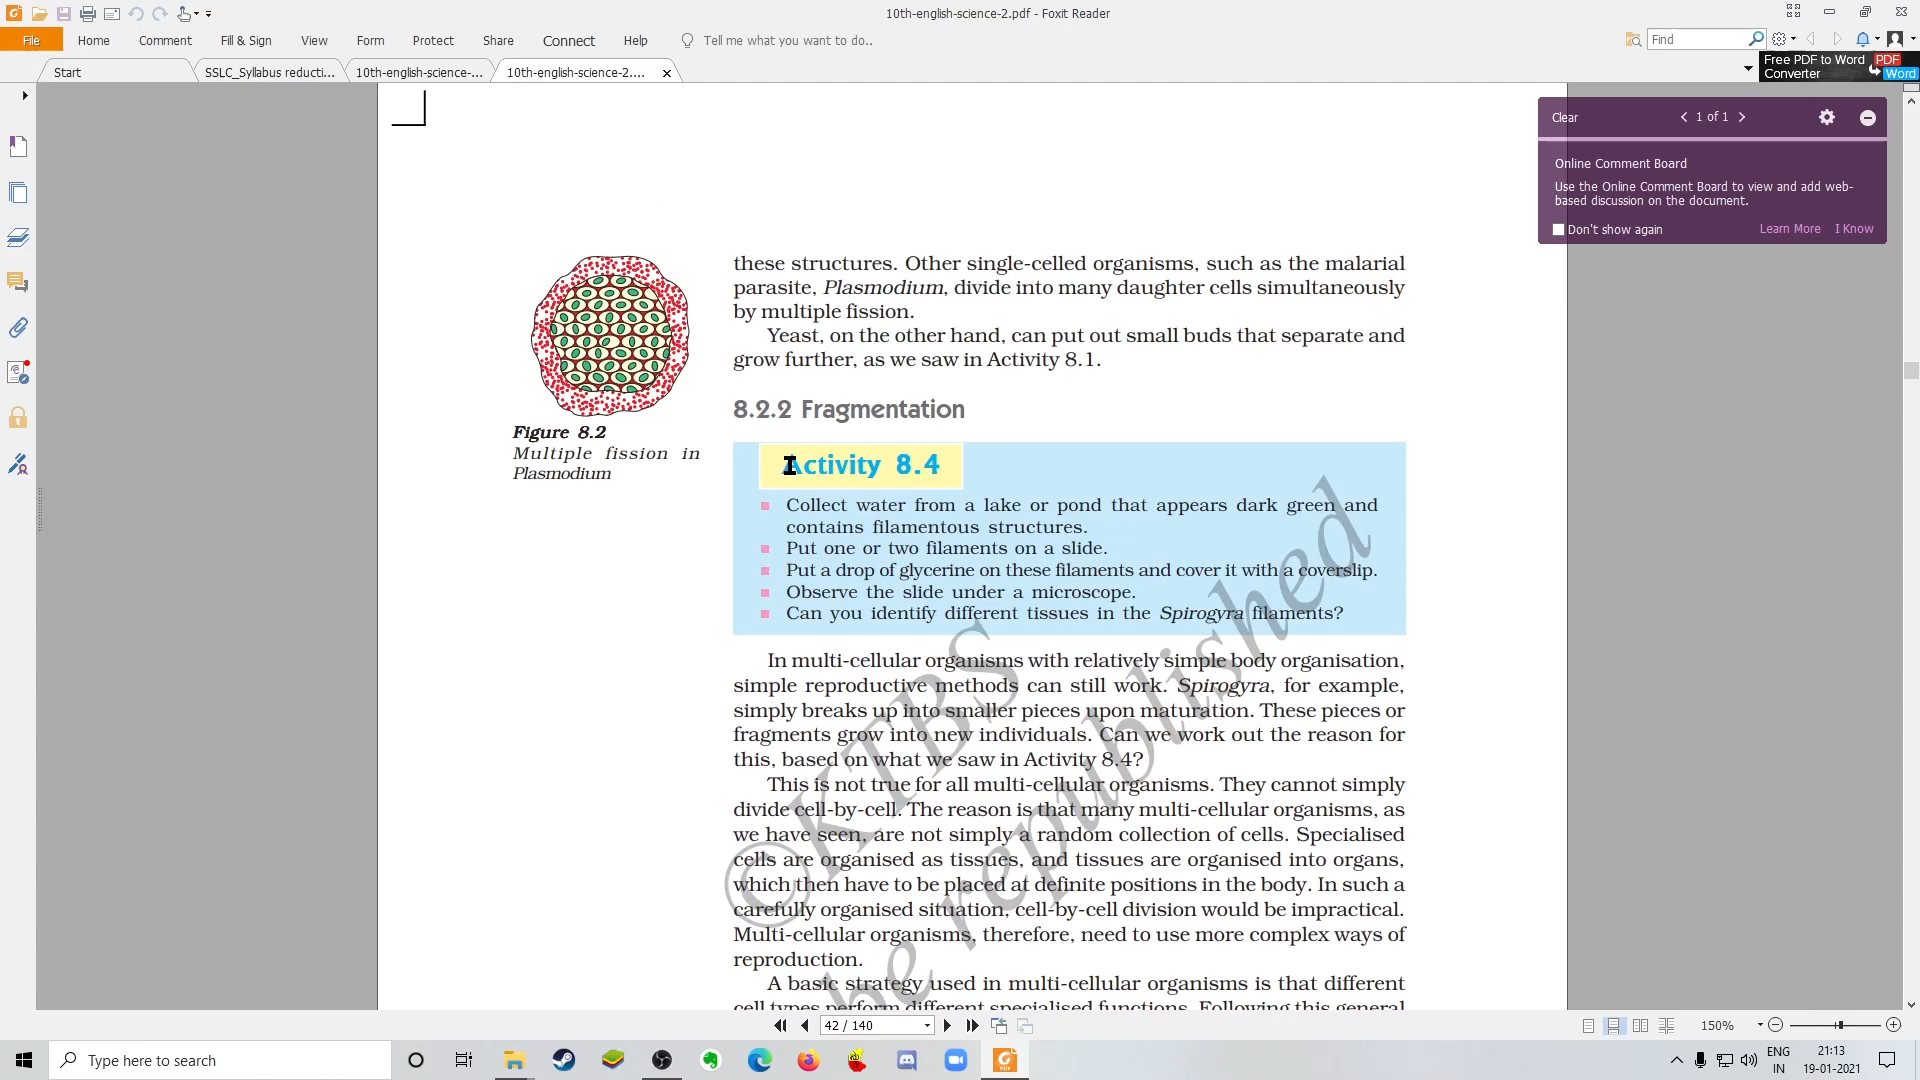 10th-english-science-2.pdf - Foxit Reader
File Home Comment Fill & Sign View Form Protect Share Connect Help Tell me what you want to do.. Find
Start SSLC_Syllabus reducti... 10th-english-science-... 10th-english-science-2....
Free PDF to Word PDF
Converter Word
Clear 1 of 1
Online Comment Board
Use the Online Comment Board to view and add web-
based discussion on the document.
Don't show again Learn More I Know
these structures. Other single-celled organisms, such as the malarial
parasite, Plasmodium, divide into many daughter cells simultaneously
by multiple fission.
Yeast, on the other hand, can put out small buds that separate and
grow further, as we saw in Activity 8.1.
Figure 8.2
Multiple fission in
Plasmodium
8.2.2 Fragmentation
Activity 8.4
Collect water from a lake or pond that appears dark green and
contains filamentous structures.
Put one or two filaments on a slide.
Put a drop of glycerine on these filaments and cover it with a coverslip.
Observe the slide under a microscope.
Can you identify different tissues in the Spirogyra filaments?
In multi-cellular organisms with relatively simple body organisation,
simple reproductive methods can still work. Spirogyra, for example,
simply breaks up into smaller pieces upon maturation. These pieces or
fragments grow into new individuals. Can we work out the reason for
this, based on what we saw in Activity 8.4?
This is not true for all multi-cellular organisms. They cannot simply
divide cell-by-cell. The reason is that many multi-cellular organisms, as
we have seen, are not simply a random collection of cells. Specialised
cells are organised as tissues, and tissues are organised into organs,
which then have to be placed at definite positions in the body. In such a
carefully organised situation, cell-by-cell division would be impractical.
Multi-cellular organisms, therefore, need to use more complex ways of
reproduction.
A basic strategy used in multi-cellular organisms is that different
cell types perform different specialised functions. Following this general
©KTBS
be republished
42 / 140
150%
Type here to search
ENG
IN
21:13
19-01-2021